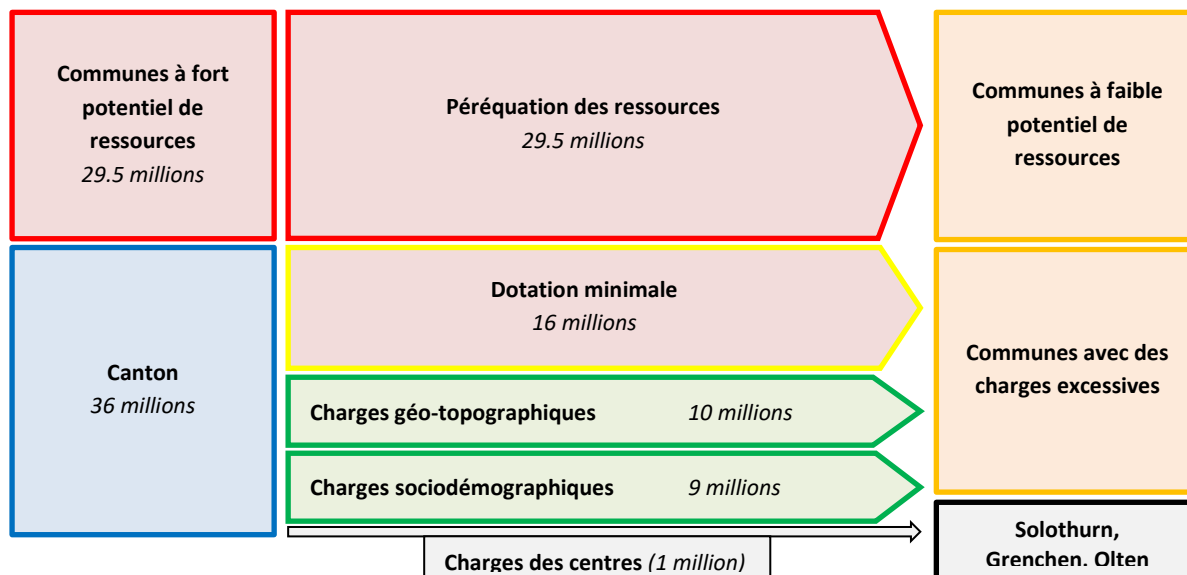 Communes à fort
potentiel de
ressources
29.5 millions
Péréquation des ressources
29.5 millions
Communes à faible
potentiel de
ressources
Canton
36 millions
Dotation minimale
16 millions
Charges géo-topographiques 10 millions
Charges sociodémographiques 9 millions
Communes avec des
charges excessives
Charges des centres (1 million)
Solothurn,
Grenchen, Olten